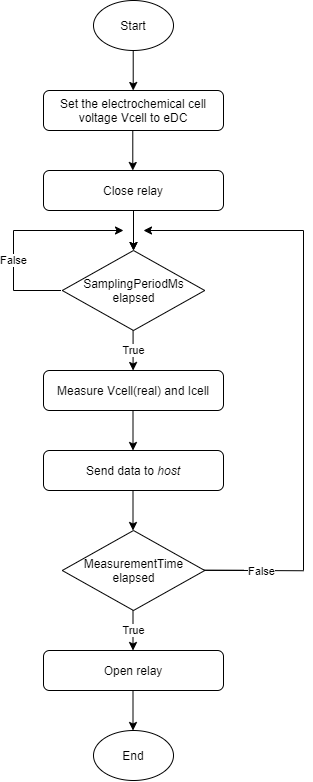 Start
Set the electrochemical cell
voltage Vcell to eDC
Close relay
False
SamplingPeriodMs
elapsed
True
Measure Vcell(real) and Icell
Send data to host
MeasurementTime
elapsed
False
True
Open relay
End